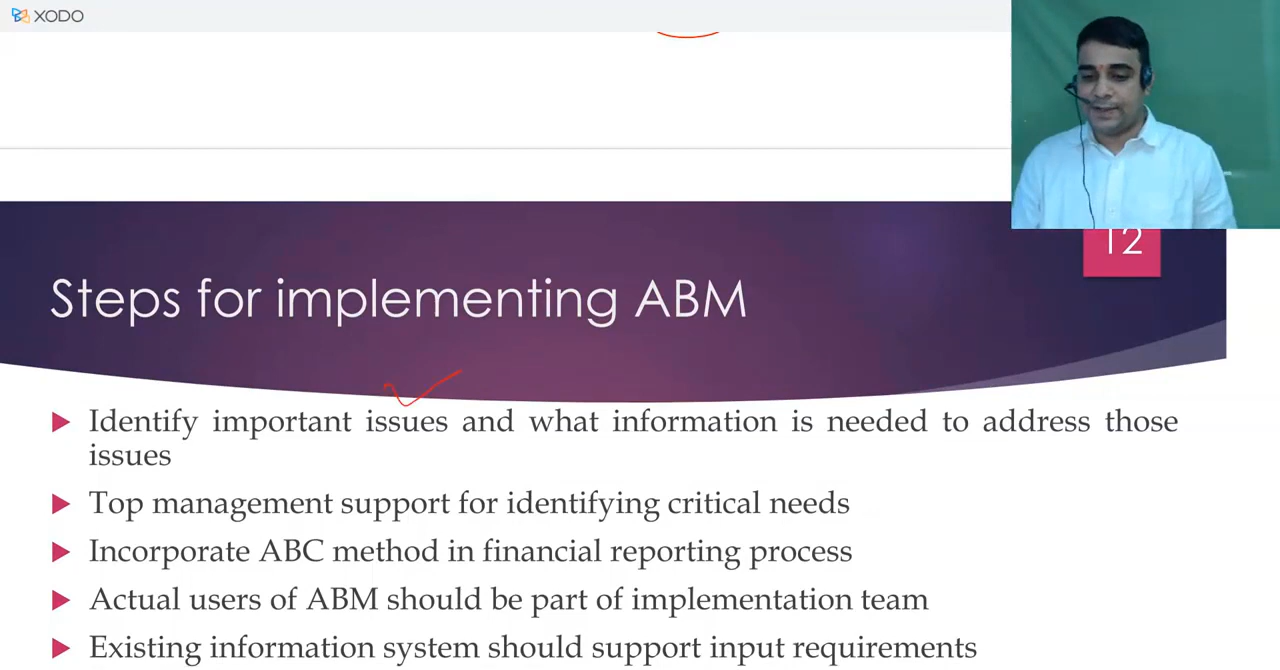 XODO
12
Steps for implementing ABM
Identify important issues and what information is needed to address those
issues
Top management support for identifying critical needs
Incorporate ABC method in financial reporting process
Actual users of ABM should be part of implementation team
Existing information system should support input requirements